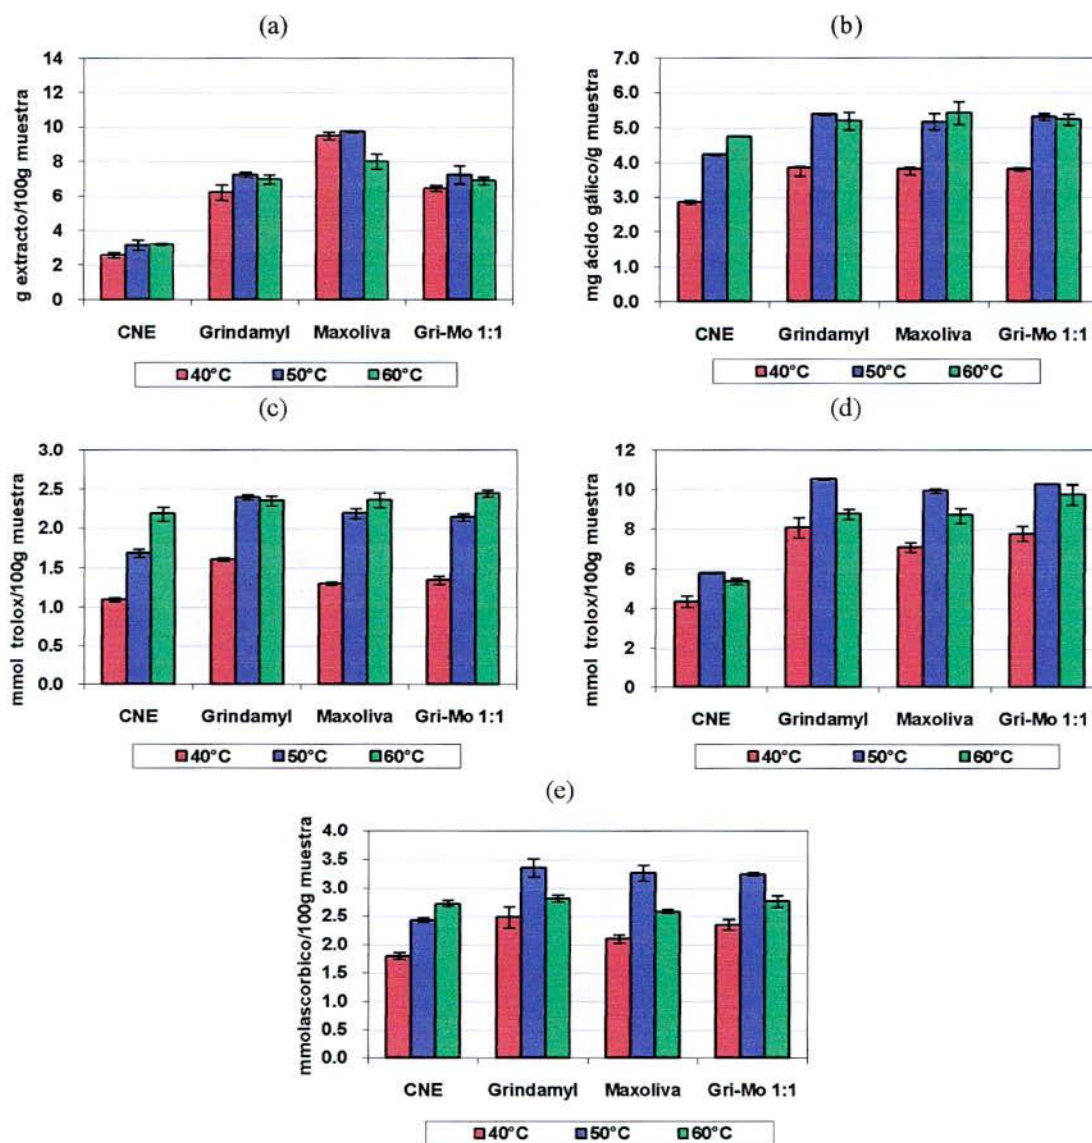 (a)
14
12
10
8
6
4
2
0
g extracto/100g muestra
CNE Grindamyl Maxoliva Gri-Mo 1:1
40°C 50°C 60°C
(b)
7.0
6.0
5.0
4.0
3.0
2.0
1.0
0.0
mg ácido gálico/g muestra
CNE Grindamyl Maxoliva Gri-Mo 1:1
40°C 50°C 60°C
(c)
3.0
2.5
2.0
1.5
1.0
0.5
0.0
mmol trolox/100g muestra
CNE Grindamyl Maxoliva Gri-Mo 1:1
40°C 50°C 60°C
(d)
12
10
8
6
4
2
0
mmol trolox/100g muestra
CNE Grindamyl Maxoliva Gri-Mo 1:1
40°C 50°C 60°C
(e)
4.0
3.5
3.0
2.5
2.0
1.5
1.0
0.5
0.0
mmolascorbico/100g muestra
CNE Grindamyl Maxoliva Gri-Mo 1:1
40°C 50°C 60°C